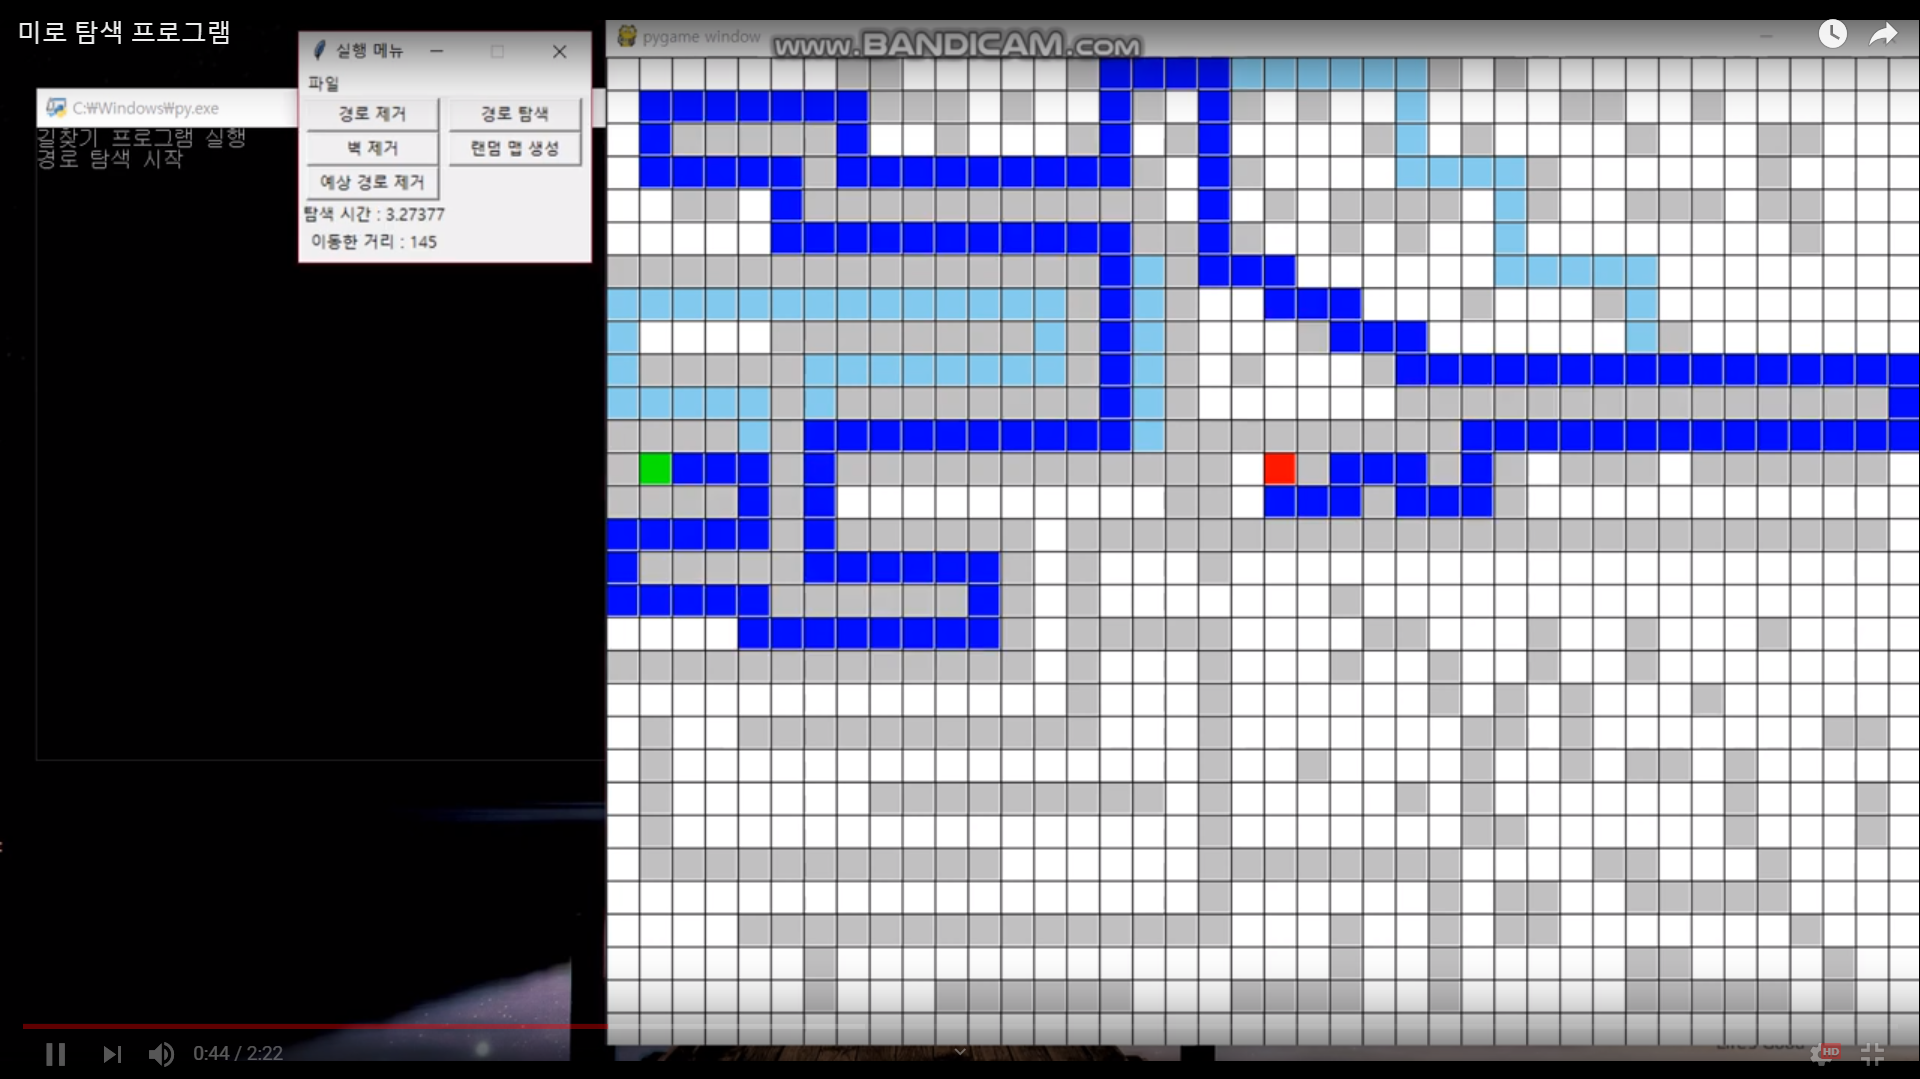 미로 탐색 프로그램
실행 메뉴
파일
경로 제거
경로 탐색
벽 제거
랜덤 맵 생성
예상 경로 제거
탐색 시간 : 3.27377
이동한 거리 : 145
C:\Windows\py.exe
길찾기 프로그램 실행
경로 탐색 시작
pygame window
www.BANDICAM.com
0:44 / 2:22
HD